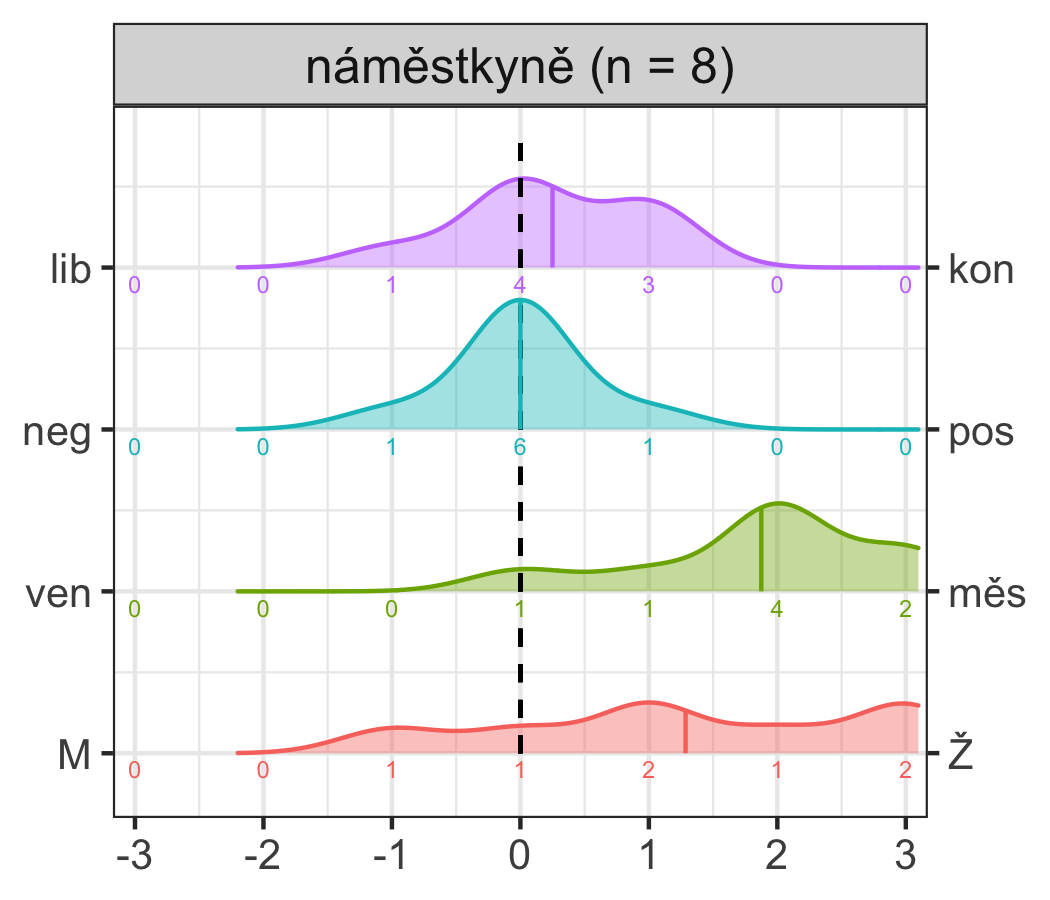 náměstkyně (n = 8)
lib kon
0 0 1 4 3 0 0
neg pos
0 0 1 6 1 0 0
ven měs
0 0 0 1 1 4 2
M Ž
0 0 1 1 2 1 2
-3 -2 -1 0 1 2 3